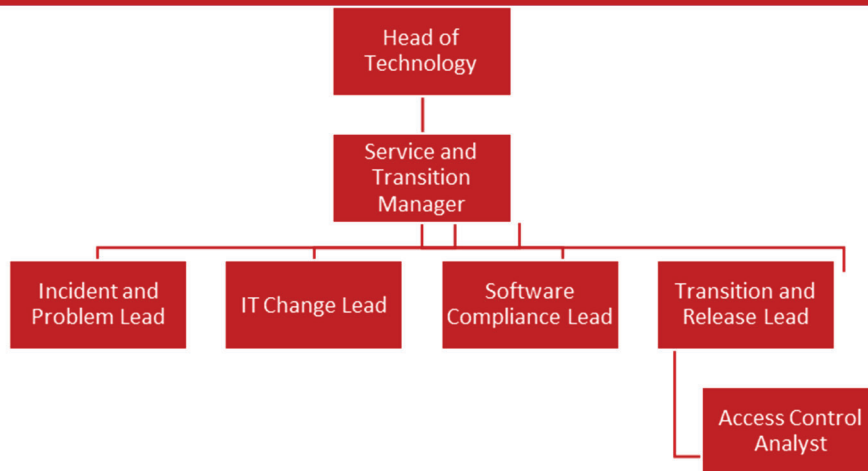 Head of
Technology
Service and
Transition
Manager
Incident and
Problem Lead
IT Change Lead
Software
Compliance Lead
Transition and
Release Lead
Access Control
Analyst